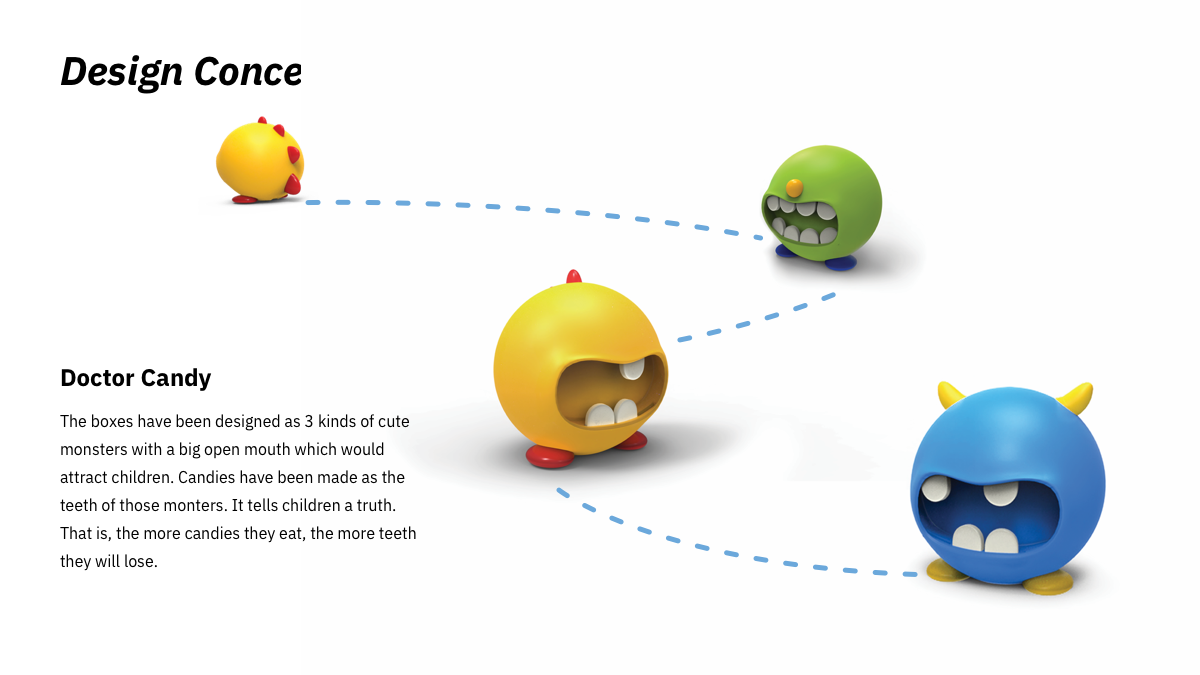 Design Conce
Doctor Candy
The boxes have been designed as 3 kinds of cute
monsters with a big open mouth which would
attract children. Candies have been made as the
teeth of those monters. It tells children a truth.
That is, the more candies they eat, the more teeth
they will lose.